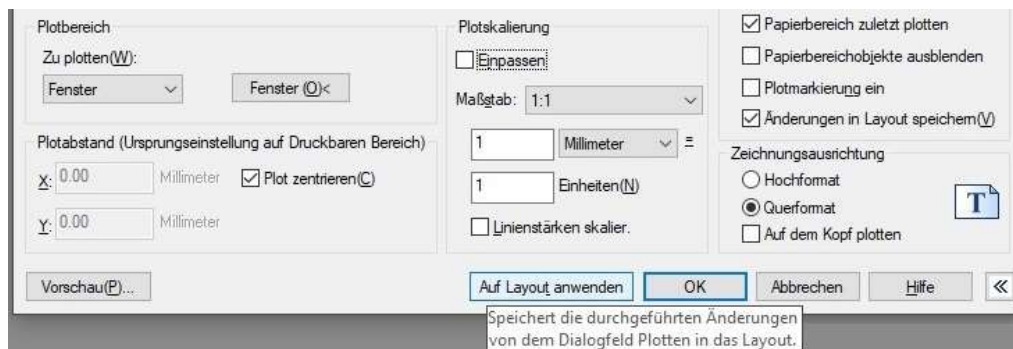 Plotbereich
Zu plotten(W):
Fenster
Fenster (O)<
Plotabstand (Ursprungseinstellung auf Druckbaren Bereich)
X: 0.00 Millimeter
Plot zentrieren(C)
Y: 0.00 Millimeter
Plotskalierung
Einpassen
Maßstab: 1:1
1 Millimeter =
1 Einheiten(N)
Linienstärken skalier.
Papierbereich zuletzt plotten
Papierbereichobjekte ausblenden
Plotmarkierung ein
Änderungen in Layout speichern(V)
Zeichnungsausrichtung
Hochformat
Querformat
Auf dem Kopf plotten
T
Vorschau(P)...
Auf Layout anwenden
OK
Abbrechen
Hilfe
«
Speichert die durchgeführten Änderungen
von dem Dialogfeld Plotten in das Layout.